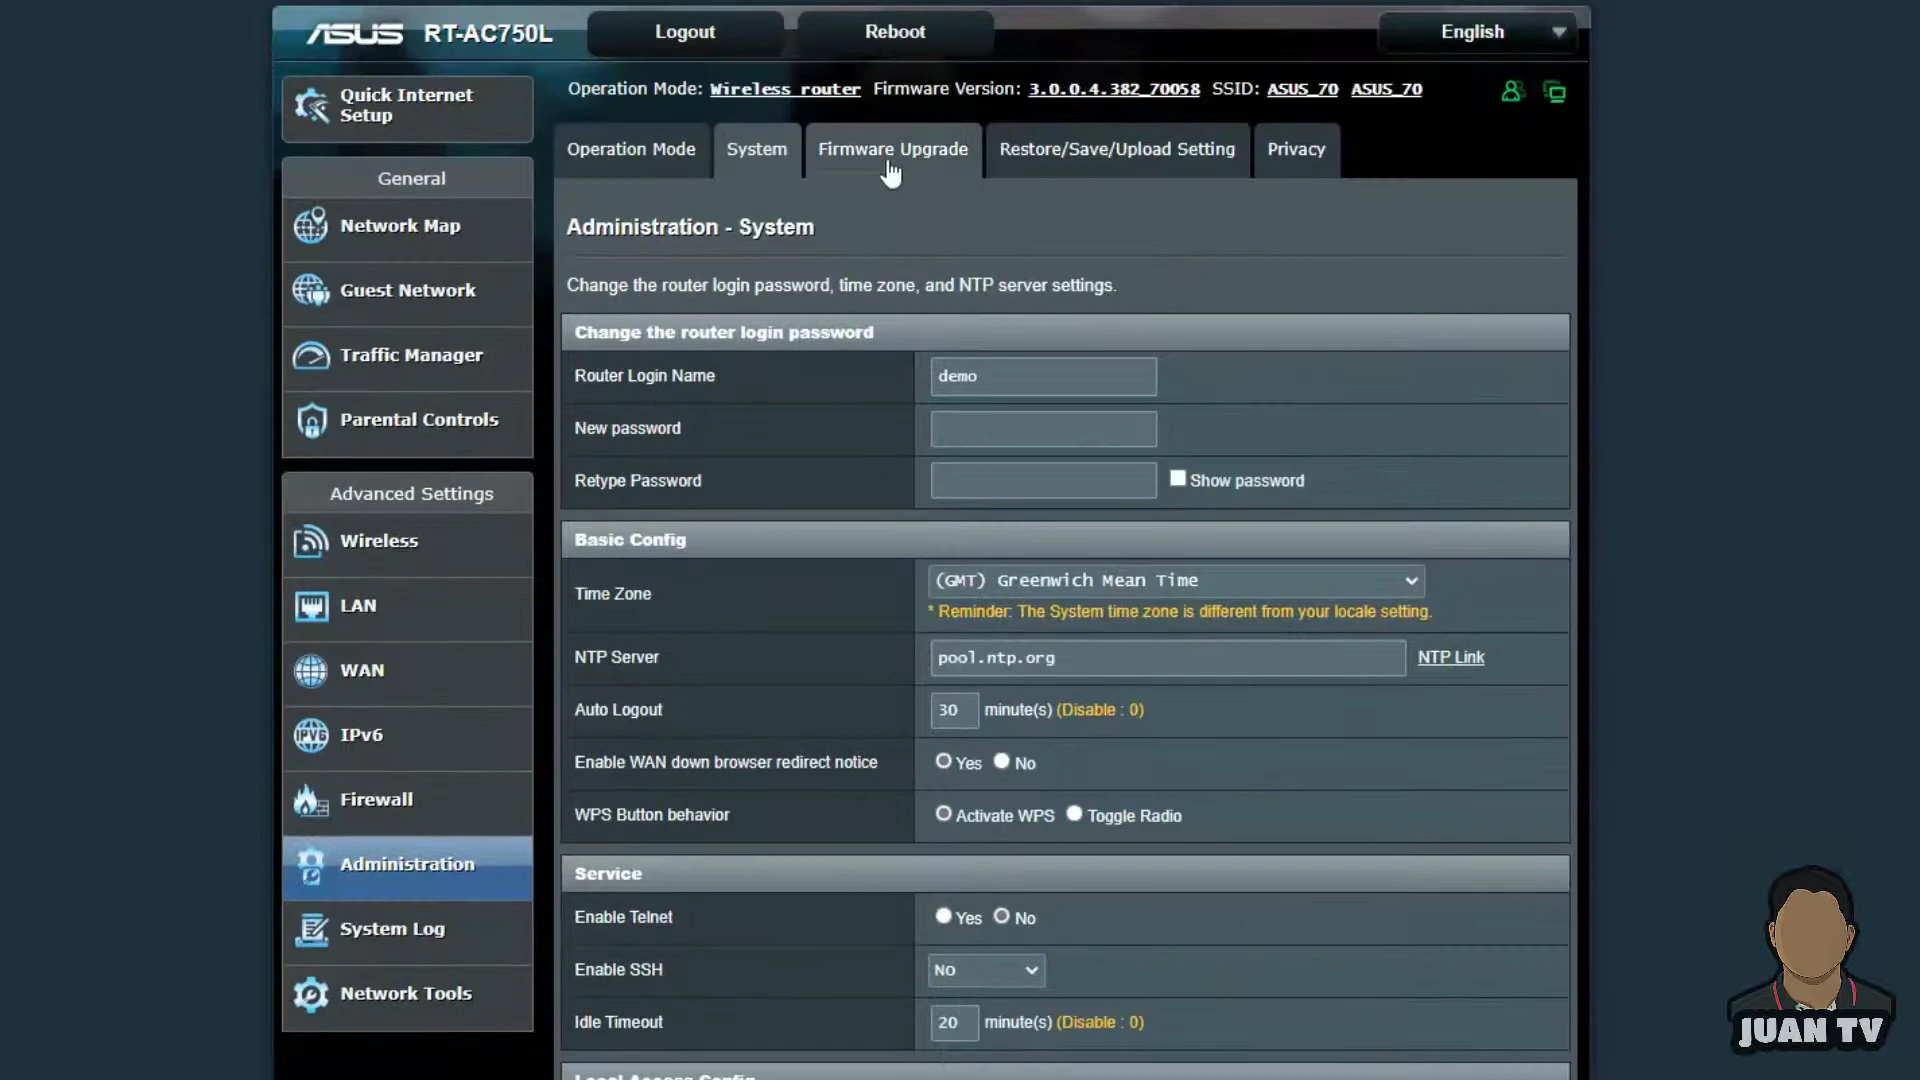 ASUS RT-AC750L Logout Reboot English
Quick Internet
Setup
Operation Mode: Wireless router Firmware Version: 3.0.0.4.382_70058 SSID: ASUS_70 ASUS_70
Operation Mode System Firmware Upgrade Restore/Save/Upload Setting Privacy
General
Network Map
Guest Network
Traffic Manager
Parental Controls
Advanced Settings
Wireless
LAN
WAN
IPv6
Firewall
Administration
System Log
Network Tools
Administration - System
Change the router login password, time zone, and NTP server settings.
Change the router login password
Router Login Name demo
New password
Retype Password Show password
Basic Config
Time Zone (GMT) Greenwich Mean Time
* Reminder: The System time zone is different from your locale setting.
NTP Server pool.ntp.org NTP Link
Auto Logout 30 minute(s) (Disable : 0)
Enable WAN down browser redirect notice Yes No
WPS Button behavior Activate WPS Toggle Radio
Service
Enable Telnet Yes No
Enable SSH No
Idle Timeout 20 minute(s) (Disable : 0)
Local Access Config
JUAN TV